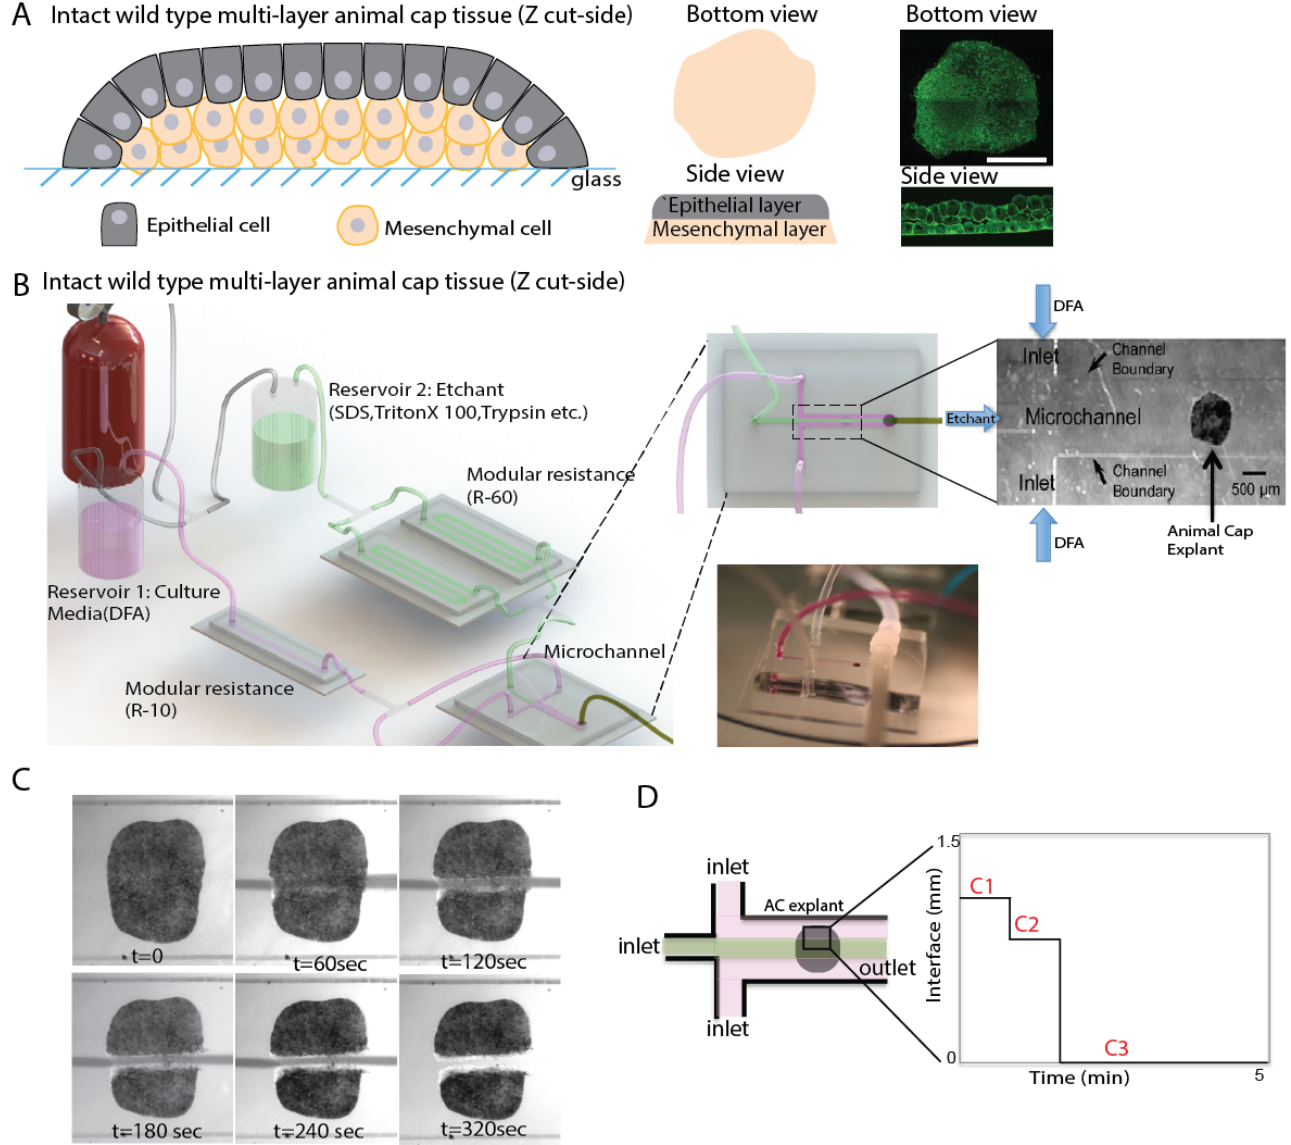 A Intact wild type multi-layer animal cap tissue (Z cut-side)
Bottom view
Bottom view
glass
Epithelial cell
Mesenchymal cell
Side view
`Epithelial layer
Mesenchymal layer
Side view
B Intact wild type multi-layer animal cap tissue (Z cut-side)
Reservoir 2: Etchant
(SDS,TritonX 100,Trypsin etc.)
Modular resistance
(R-60)
Reservoir 1: Culture
Media(DFA)
Modular resistance
(R-10)
Microchannel
DFA
Inlet
Channel
Boundary
Etchant
Microchannel
Inlet
Channel
Boundary
500 µm
DFA
Animal Cap
Explant
C
t=0
t=60sec
t=120sec
t=180 sec
t=240 sec
t=320sec
D
inlet
AC explant
inlet
outlet
inlet
Interface (mm)
1.5
0
C1
C2
C3
Time (min)
5